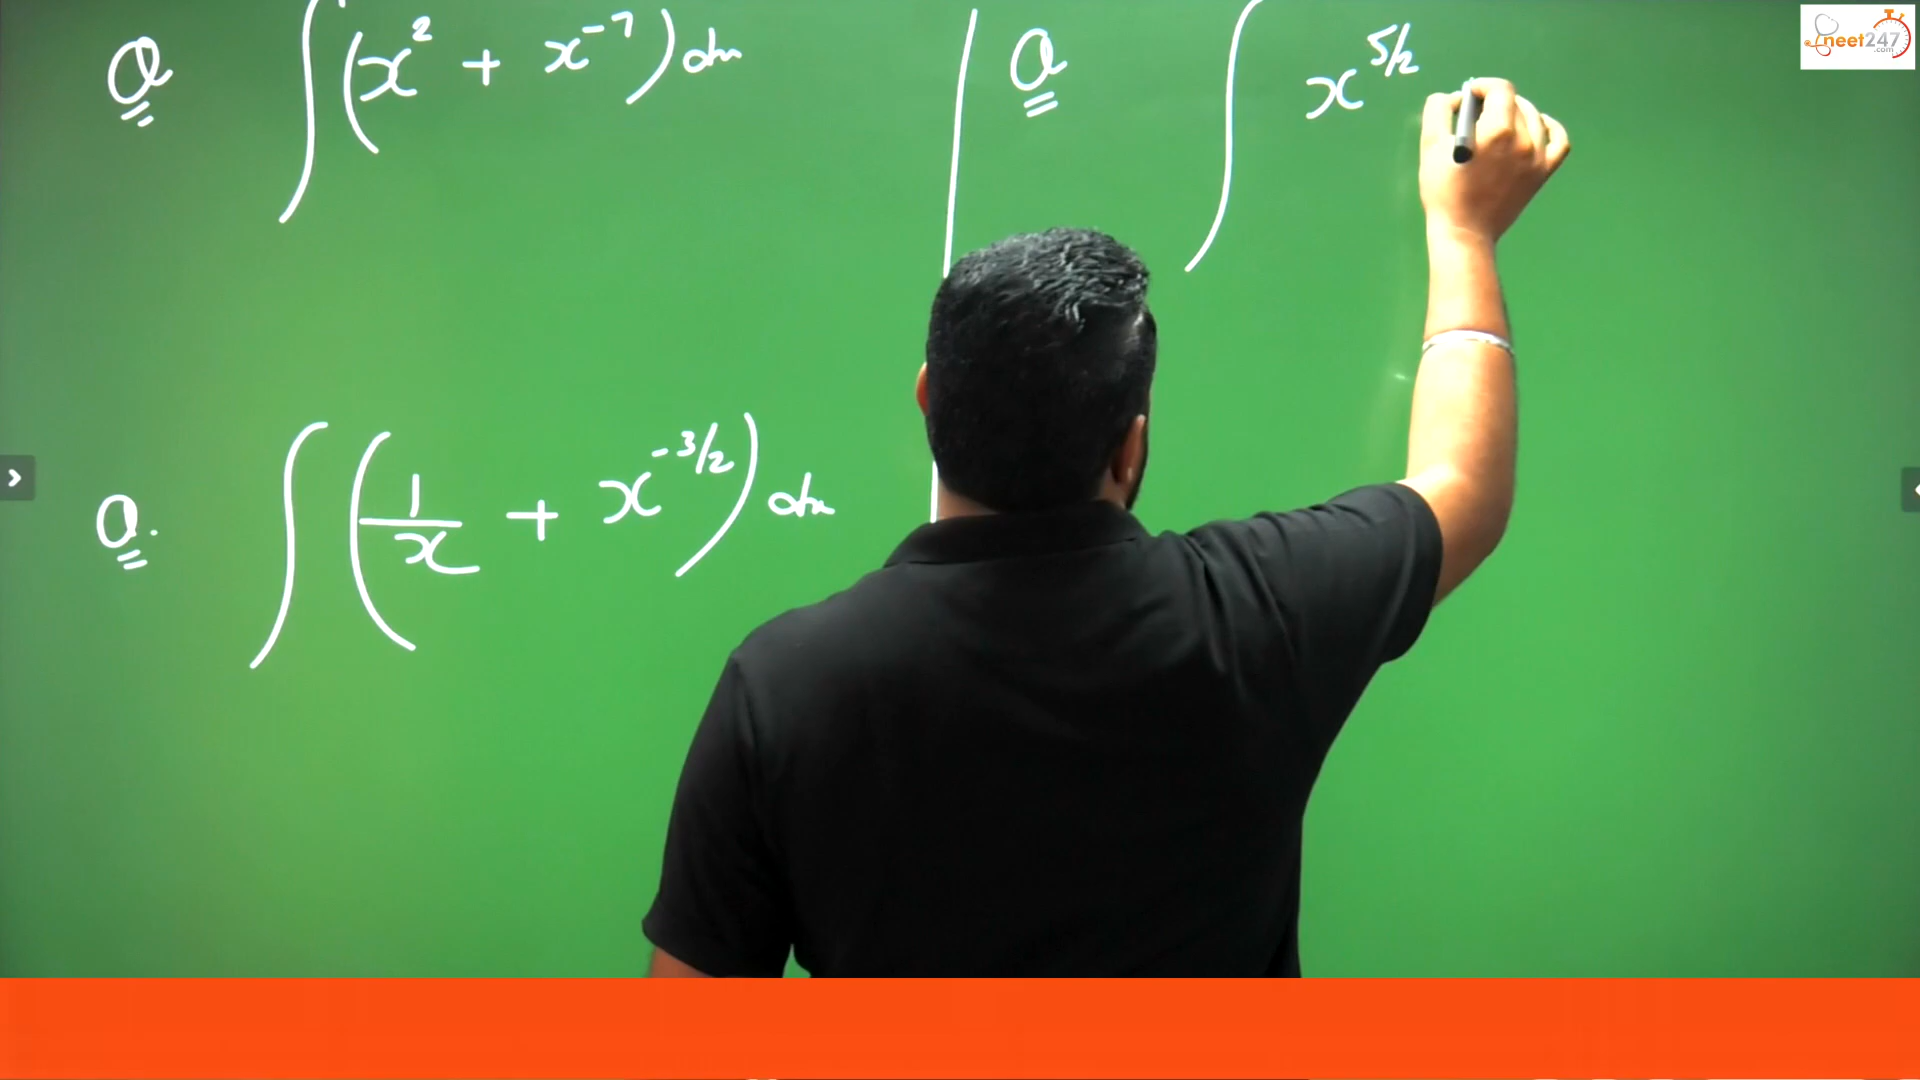 Q ∫(x² + x⁻⁷)dx
Q ∫ x^5/2
Q. ∫(1/x + x^-3/2)dx
neet247
.com